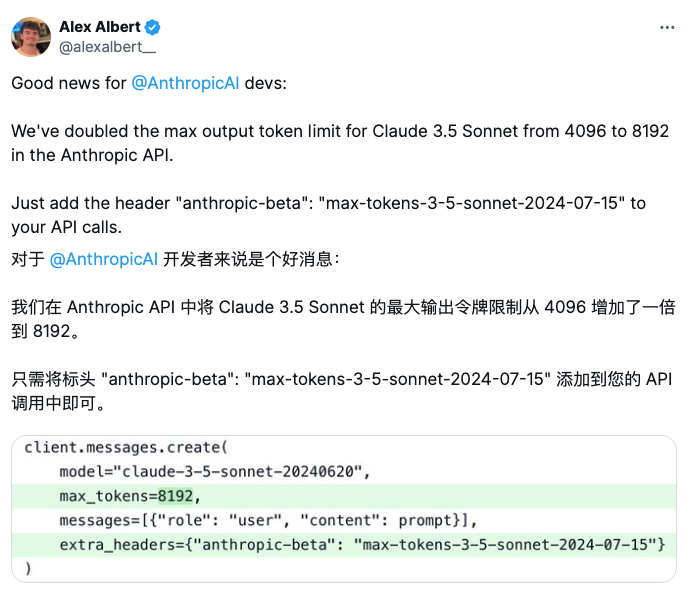 Alex Albert
@alexalbert__
Good news for @AnthropicAI devs:
We've doubled the max output token limit for Claude 3.5 Sonnet from 4096 to 8192
in the Anthropic API.
Just add the header "anthropic-beta": "max-tokens-3-5-sonnet-2024-07-15" to
your API calls.
对于 @AnthropicAI 开发者来说是个好消息：
我们在 Anthropic API 中将 Claude 3.5 Sonnet 的最大输出令牌限制从 4096 增加了一倍
到 8192。
只需将标头 "anthropic-beta": "max-tokens-3-5-sonnet-2024-07-15" 添加到您的 API
调用中即可。
client.messages.create(
    model="claude-3-5-sonnet-20240620",
    max_tokens=8192,
    messages=[{"role": "user", "content": prompt}],
    extra_headers={"anthropic-beta": "max-tokens-3-5-sonnet-2024-07-15"}
)